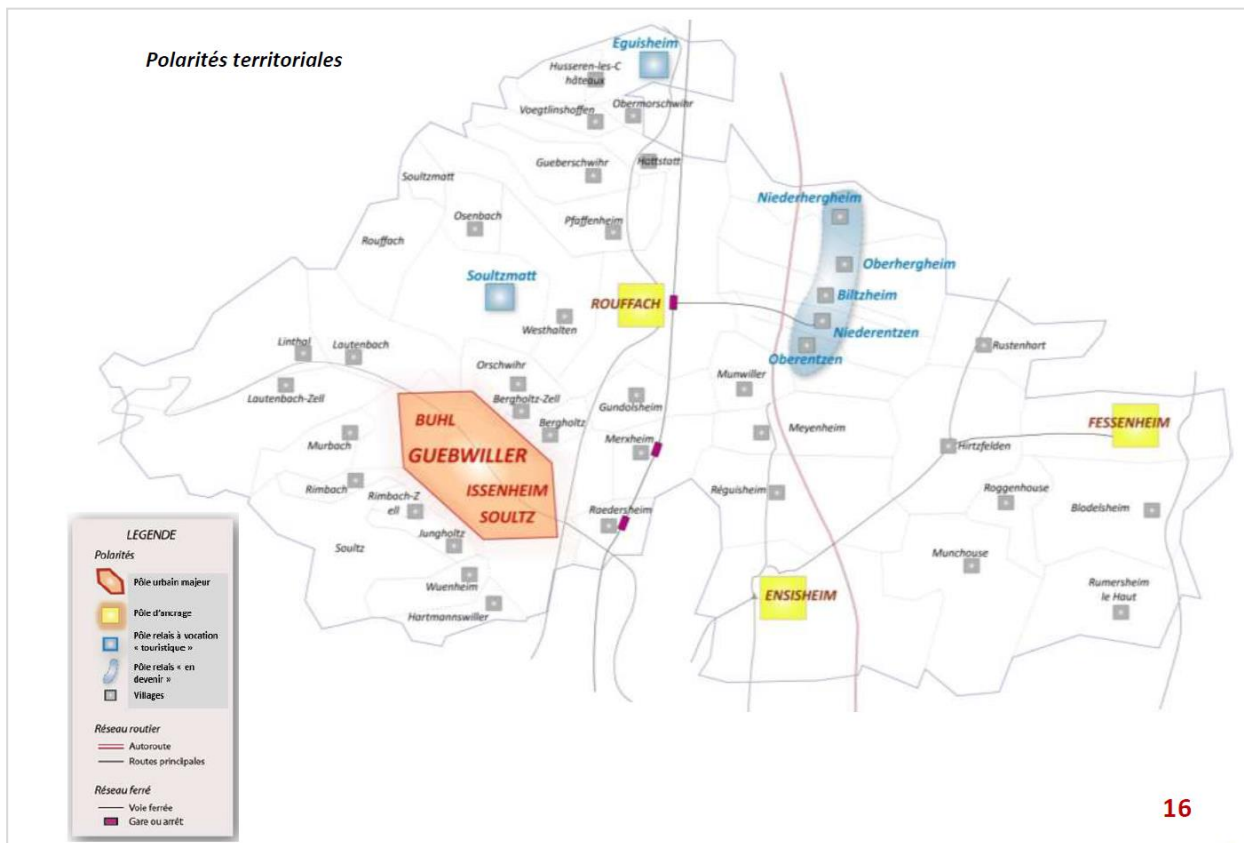 Polarités territoriales
Eguisheim
Husseren-les-C
hâteaux
Voegtlinshoffen
Obermorschwihr
Gueberschwihr
Hattstatt
Soultzmatt
Osenbach
Pfaffenheim
Rouffach
Niederhergheim
Oberhergheim
Soultzmatt
Biltzheim
ROUFFACH
Niederentzen
Westhalten
Oberentzen
Rustenhart
Linthal
Lautenbach
Orschwihr
Munwiller
Lautenbach-Zell
Bergholtz-Zell
Gundolsheim
BUHL
Bergholtz
Meyenheim
FESSENHEIM
Murbach
GUEBWILLER
Merxheim
Hirtzfelden
Rimbach
ISSENHEIM
Réguisheim
Roggenhouse
Rimbach-Z
ell
SOULTZ
Raedersheim
Blodelsheim
Jungholtz
Soultz
Munchouse
Wuenheim
ENSISHEIM
Rumersheim
le Haut
Hartmannswiller
LEGENDE
Polarités
Pôle urbain majeur
Pôle d'ancrage
Pôle relais à vocation
« touristique »
Pôle relais « en
devenir »
Villages
Réseau routier
Autoroute
Routes principales
Réseau ferré
Voie ferrée
Gare ou arrêt
16